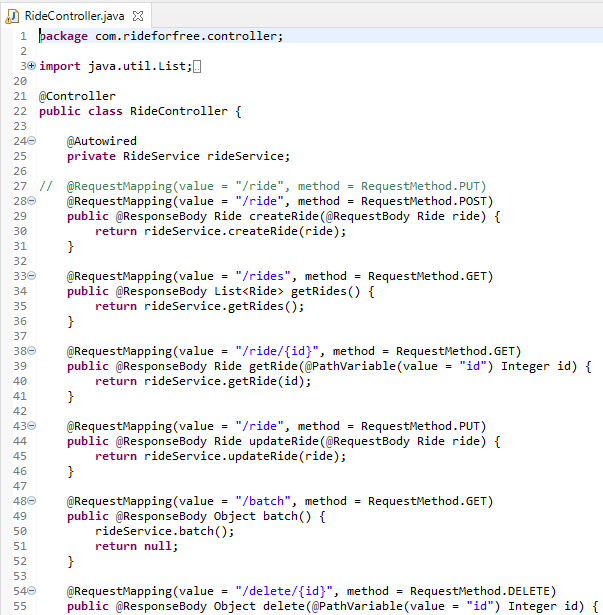 RideController.java
1 package com.rideforfree.controller;
2
3 import java.util.List;
20
21 @Controller
22 public class RideController {
23
24     @Autowired
25     private RideService rideService;
26
27 //  @RequestMapping(value = "/ride", method = RequestMethod.PUT)
28     @RequestMapping(value = "/ride", method = RequestMethod.POST)
29     public @ResponseBody Ride createRide(@RequestBody Ride ride) {
30         return rideService.createRide(ride);
31     }
32
33     @RequestMapping(value = "/rides", method = RequestMethod.GET)
34     public @ResponseBody List<Ride> getRides() {
35         return rideService.getRides();
36     }
37
38     @RequestMapping(value = "/ride/{id}", method = RequestMethod.GET)
39     public @ResponseBody Ride getRide(@PathVariable(value = "id") Integer id) {
40         return rideService.getRide(id);
41     }
42
43     @RequestMapping(value = "/ride", method = RequestMethod.PUT)
44     public @ResponseBody Ride updateRide(@RequestBody Ride ride) {
45         return rideService.updateRide(ride);
46     }
47
48     @RequestMapping(value = "/batch", method = RequestMethod.GET)
49     public @ResponseBody Object batch() {
50         rideService.batch();
51         return null;
52     }
53
54     @RequestMapping(value = "/delete/{id}", method = RequestMethod.DELETE)
55     public @ResponseBody Object delete(@PathVariable(value = "id") Integer id) {